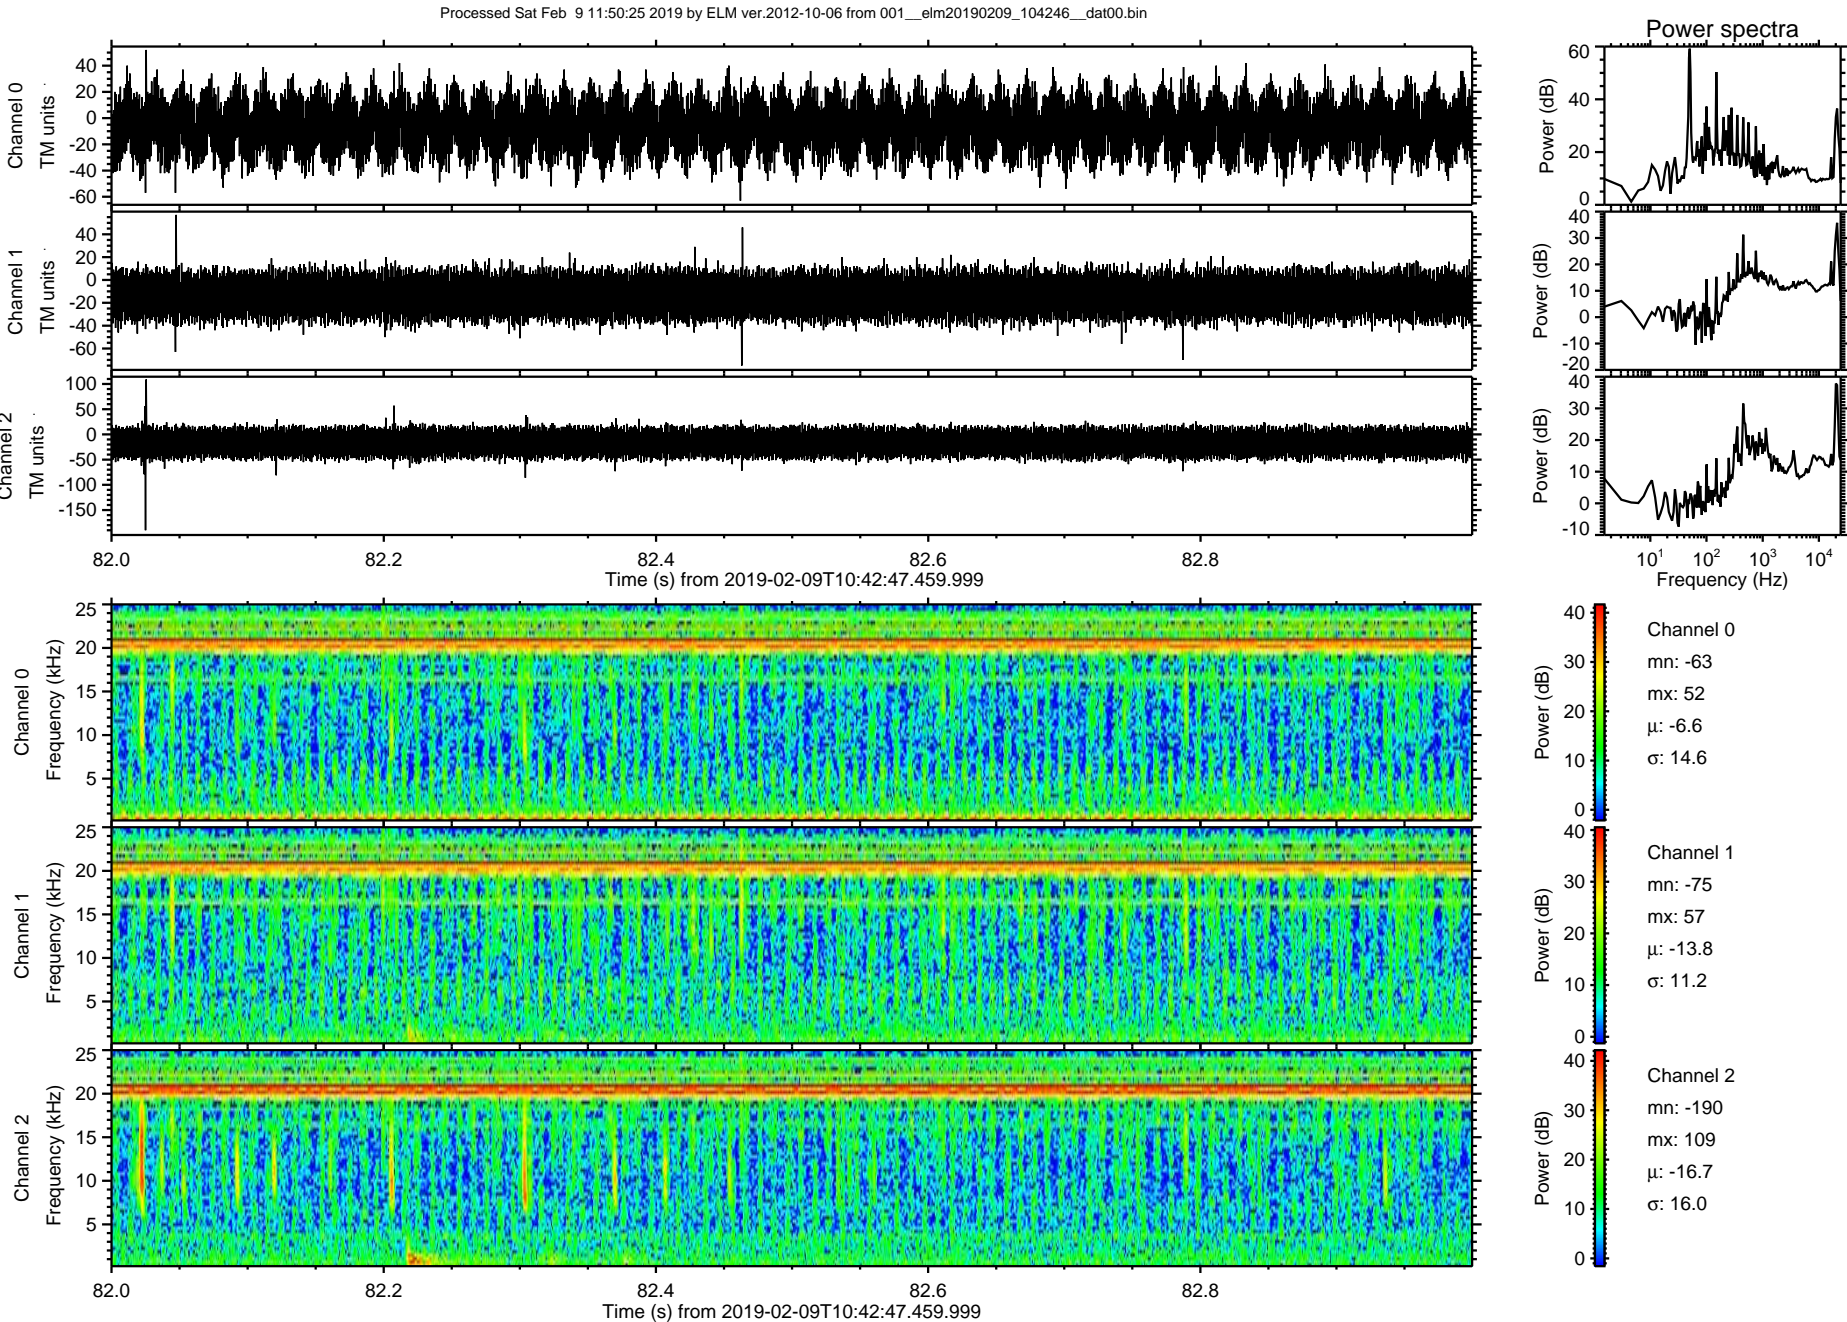 Processed Sat Feb  9 11:50:25 2019 by ELM ver.2012-10-06 from 001__elm20190209_104246__dat00.bin
Power spectra
Channel 0
TM units
40
20
0
-20
-40
-60
Power (dB)
60
40
20
0
Channel 1
TM units
40
20
0
-20
-40
-60
Power (dB)
40
30
20
10
0
-10
-20
Channel 2
TM units
100
50
0
-50
-100
-150
Power (dB)
40
30
20
10
0
-10
82.0 82.2 82.4 82.6 82.8
Time (s) from 2019-02-09T10:42:47.459.999
10^1 10^2 10^3 10^4
Frequency (Hz)
Channel 0
Frequency (kHz)
25
20
15
10
5
Power (dB)
40
30
20
10
0
Channel 0
mn: -63
mx: 52
μ: -6.6
σ: 14.6
Channel 1
Frequency (kHz)
25
20
15
10
5
Power (dB)
40
30
20
10
0
Channel 1
mn: -75
mx: 57
μ: -13.8
σ: 11.2
Channel 2
Frequency (kHz)
25
20
15
10
5
Power (dB)
40
30
20
10
0
Channel 2
mn: -190
mx: 109
μ: -16.7
σ: 16.0
82.0 82.2 82.4 82.6 82.8
Time (s) from 2019-02-09T10:42:47.459.999